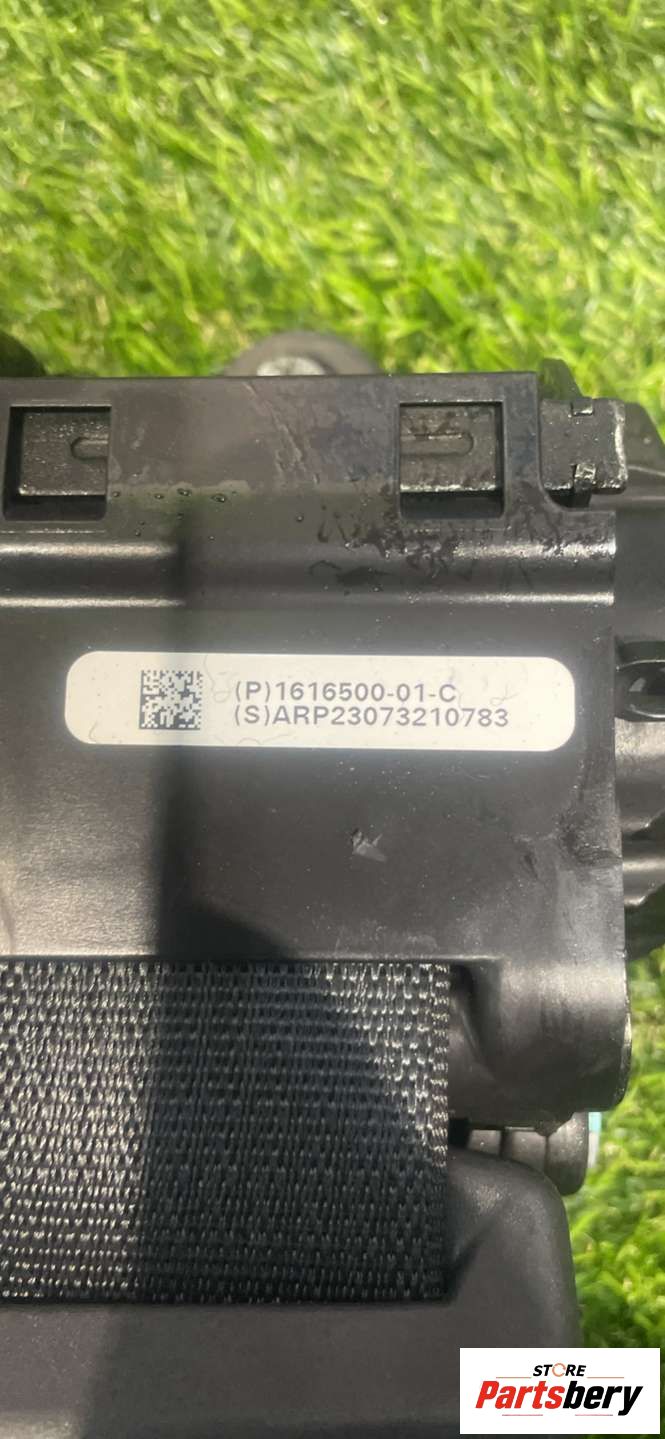 (P)1616500-01-C
(S)ARP23073210783
STORE
Partsbery